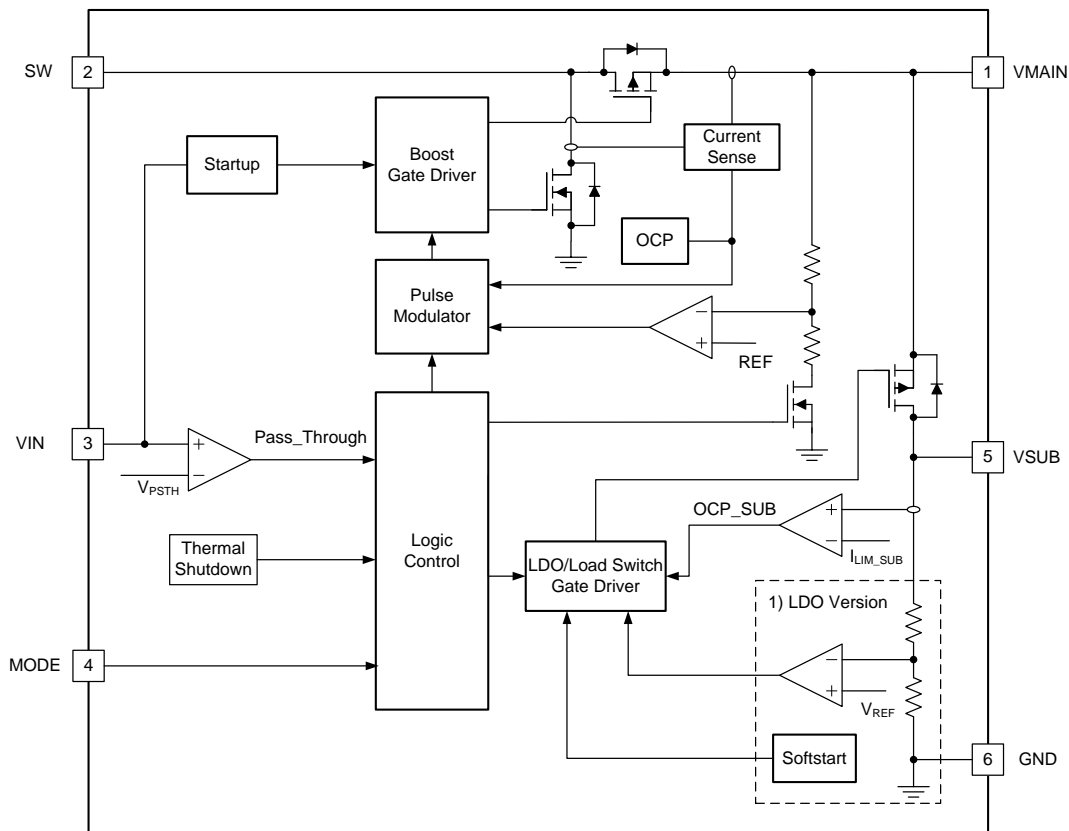 SW
2
1
VMAIN
Startup
Boost
Gate Driver
Current
Sense
OCP
Pulse
Modulator
−
+
REF
VIN
3
+
−
Pass_Through
VPSTH
5
VSUB
OCP_SUB
+
−
ILIM_SUB
Thermal
Shutdown
Logic
Control
LDO/Load Switch
Gate Driver
1) LDO Version
MODE
4
−
+
VREF
Softstart
6
GND